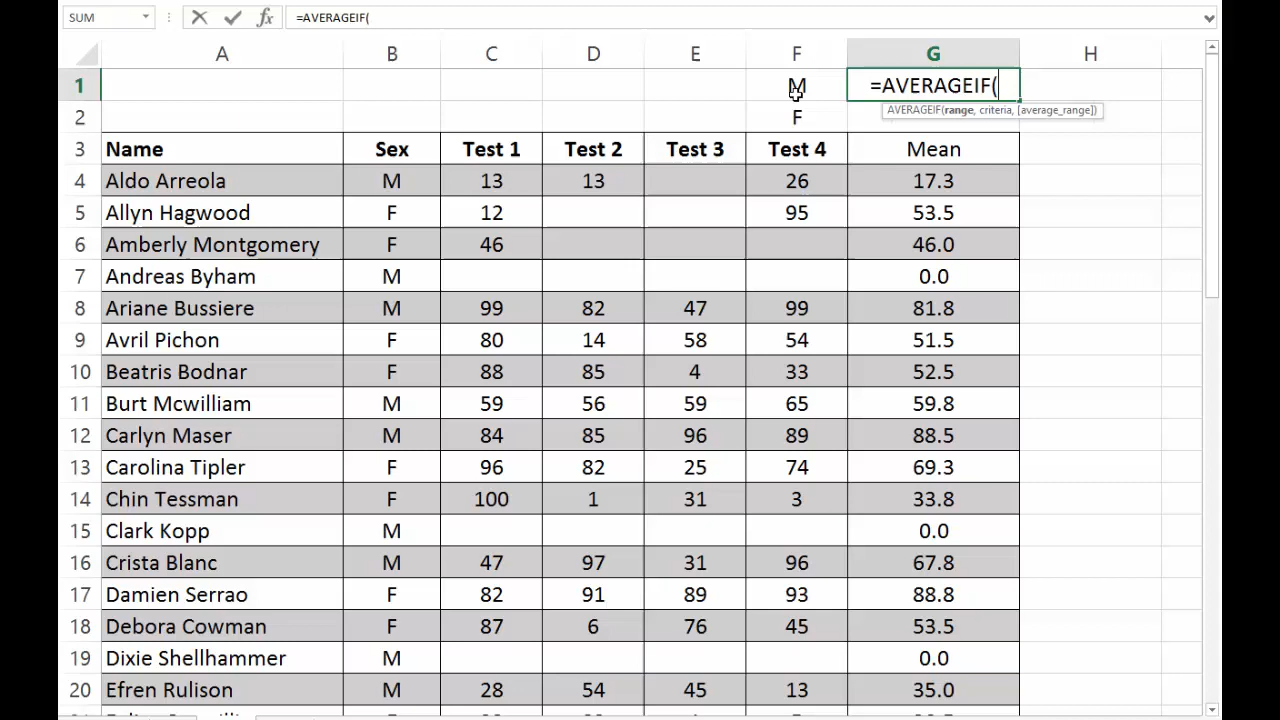 SUM =AVERAGEIF(
A B C D E F G H
1 M =AVERAGEIF(
AVERAGEIF(range, criteria, [average_range])
2 F
3 Name Sex Test 1 Test 2 Test 3 Test 4 Mean
4 Aldo Arreola M 13 13 26 17.3
5 Allyn Hagwood F 12 95 53.5
6 Amberly Montgomery F 46 46.0
7 Andreas Byham M 0.0
8 Ariane Bussiere M 99 82 47 99 81.8
9 Avril Pichon F 80 14 58 54 51.5
10 Beatris Bodnar F 88 85 4 33 52.5
11 Burt Mcwilliam M 59 56 59 65 59.8
12 Carlyn Maser M 84 85 96 89 88.5
13 Carolina Tipler F 96 82 25 74 69.3
14 Chin Tessman F 100 1 31 3 33.8
15 Clark Kopp M 0.0
16 Crista Blanc M 47 97 31 96 67.8
17 Damien Serrao F 82 91 89 93 88.8
18 Debora Cowman F 87 6 76 45 53.5
19 Dixie Shellhammer M 0.0
20 Efren Rulison M 28 54 45 13 35.0